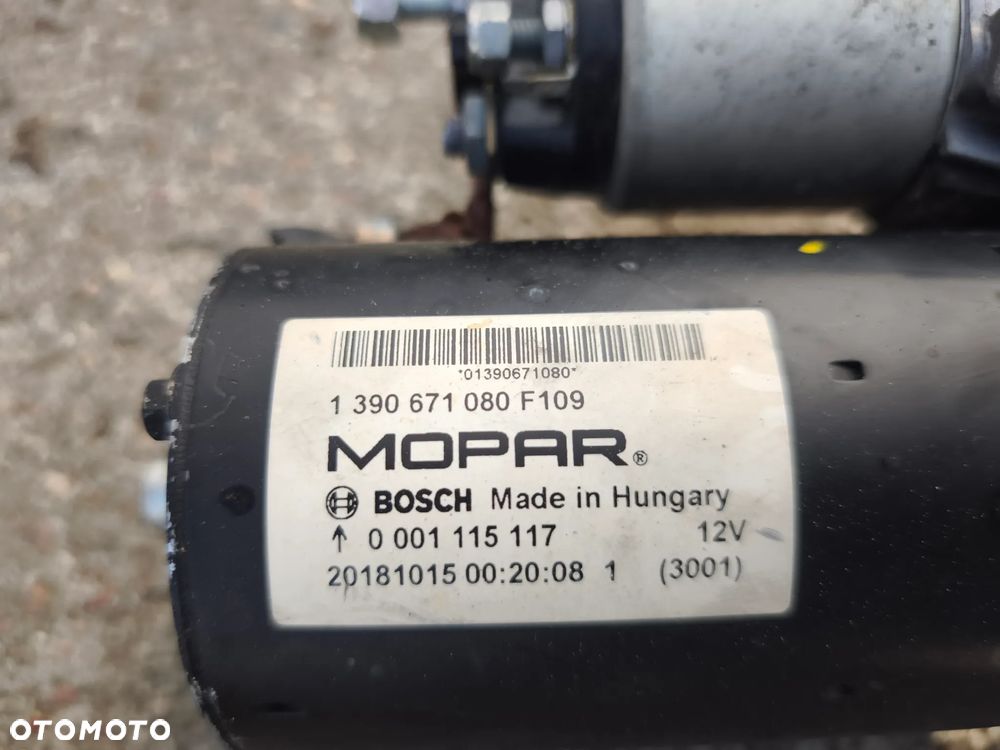 *01390671080*
1 390 671 080 F109
MOPAR®
BOSCH Made in Hungary
↑ 0 001 115 117 12V
20181015 00:20:08 1 (3001)
OTOMOTO